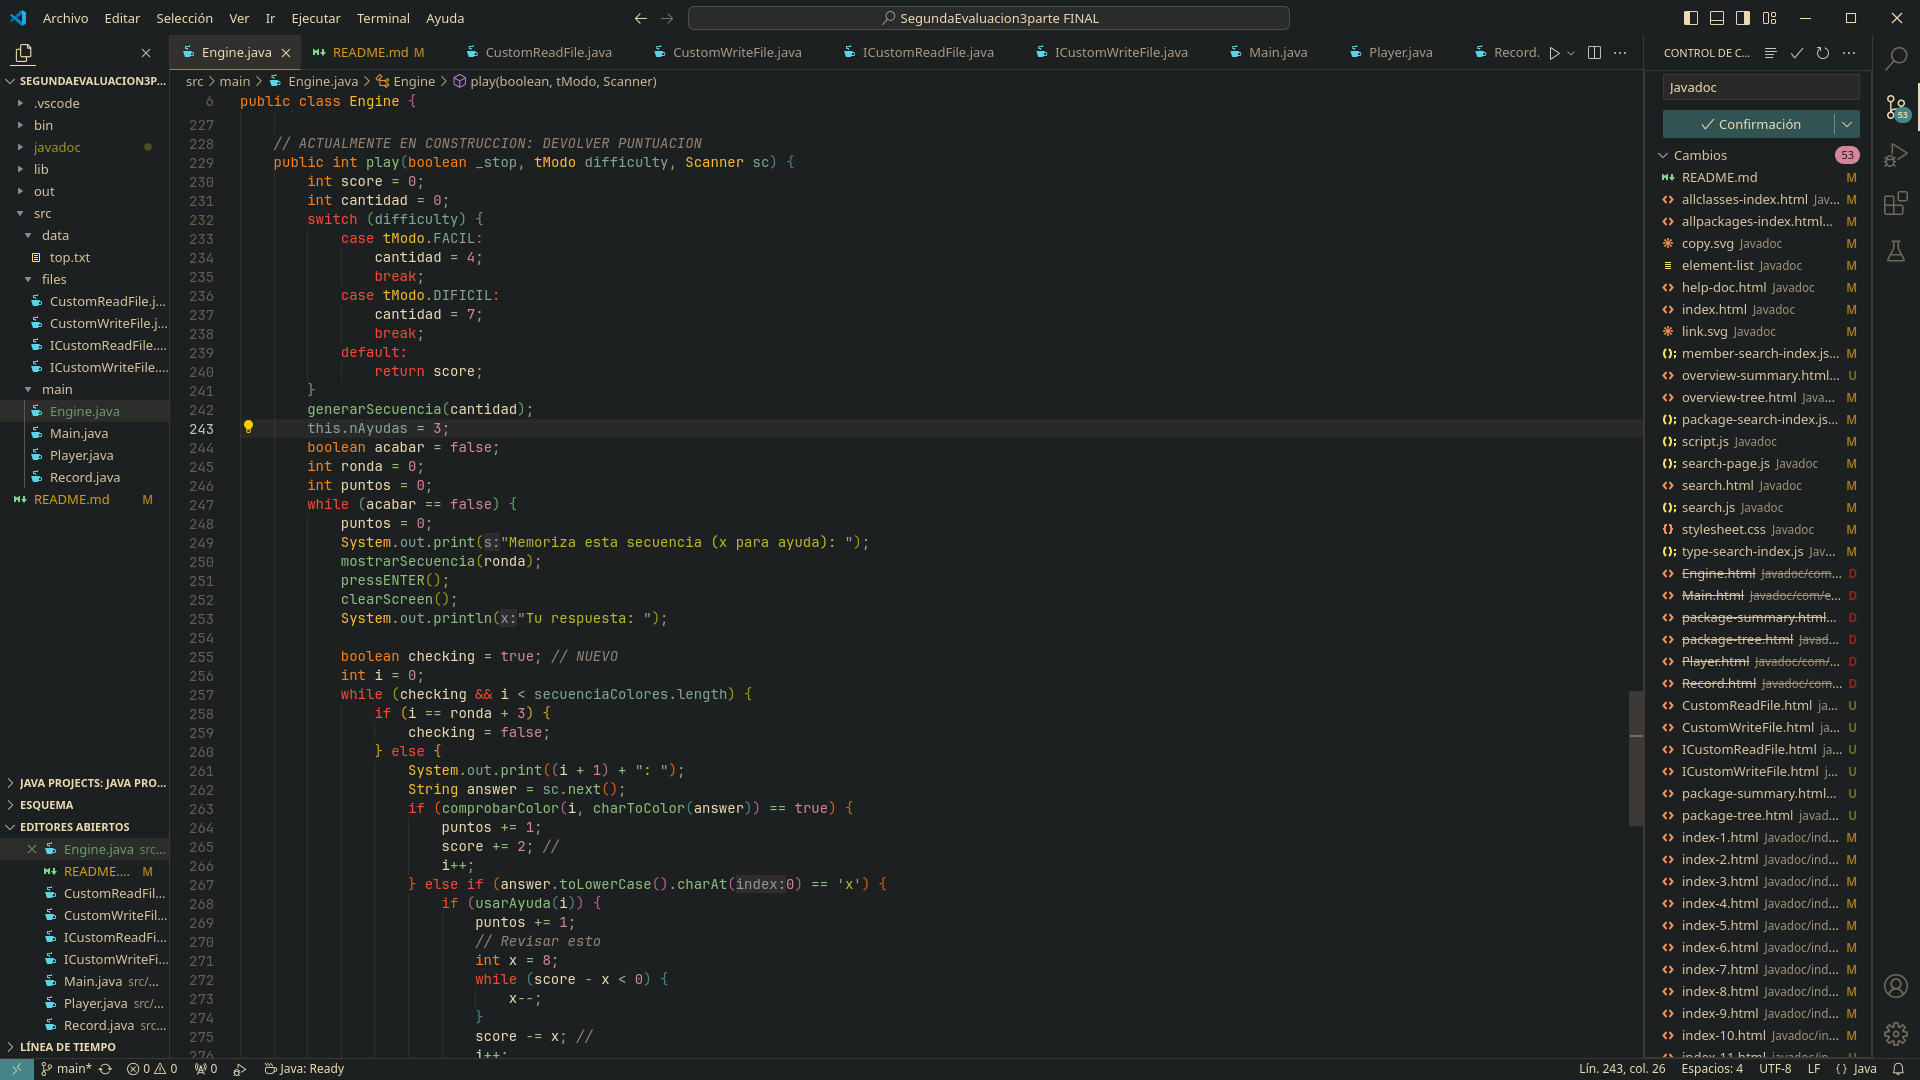 Archivo Editar Selección Ver Ir Ejecutar Terminal Ayuda
SegundaEvaluacion3parte FINAL
Engine.java
README.md M
CustomReadFile.java
CustomWriteFile.java
ICustomReadFile.java
ICustomWriteFile.java
Main.java
Player.java
Record.
src > main > Engine.java > Engine > play(boolean, tModo, Scanner)
SEGUNDAEVALUACION3P...
.vscode
bin
javadoc
lib
out
src
data
top.txt
files
CustomReadFile.j...
CustomWriteFile.j...
ICustomReadFile....
ICustomWriteFile....
main
Engine.java
Main.java
Player.java
Record.java
README.md M
JAVA PROJECTS: JAVA PRO...
ESQUEMA
EDITORES ABIERTOS
Engine.java src...
README.... M
CustomReadFil...
CustomWriteFil...
ICustomReadFi...
ICustomWriteFi...
Main.java src/...
Player.java src/...
Record.java src...
LÍNEA DE TIEMPO
6 public class Engine {
227
228 // ACTUALMENTE EN CONSTRUCCION: DEVOLVER PUNTUACION
229 public int play(boolean _stop, tModo difficulty, Scanner sc) {
230 int score = 0;
231 int cantidad = 0;
232 switch (difficulty) {
233 case tModo.FACIL:
234 cantidad = 4;
235 break;
236 case tModo.DIFICIL:
237 cantidad = 7;
238 break;
239 default:
240 return score;
241 }
242 generarSecuencia(cantidad);
243 this.nAyudas = 3;
244 boolean acabar = false;
245 int ronda = 0;
246 int puntos = 0;
247 while (acabar == false) {
248 puntos = 0;
249 System.out.print(s:"Memoriza esta secuencia (x para ayuda): ");
250 mostrarSecuencia(ronda);
251 pressENTER();
252 clearScreen();
253 System.out.println(x:"Tu respuesta: ");
254
255 boolean checking = true; // NUEVO
256 int i = 0;
257 while (checking && i < secuenciaColores.length) {
258 if (i == ronda + 3) {
259 checking = false;
260 } else {
261 System.out.print((i + 1) + ": ");
262 String answer = sc.next();
263 if (comprobarColor(i, charToColor(answer)) == true) {
264 puntos += 1;
265 score += 2; //
266 i++;
267 } else if (answer.toLowerCase().charAt(index:0) == 'x') {
268 if (usarAyuda(i)) {
269 puntos += 1;
270 // Revisar esto
271 int x = 8;
272 while (score - x < 0) {
273 x--;
274 }
275 score -= x; //
276 i++;
CONTROL DE C...
Javadoc
Confirmación
Cambios 53
README.md M
allclasses-index.html Jav... M
allpackages-index.html... M
copy.svg Javadoc M
element-list Javadoc M
help-doc.html Javadoc M
index.html Javadoc M
link.svg Javadoc M
member-search-index.js... M
overview-summary.html... U
overview-tree.html Java... M
package-search-index.js... M
script.js Javadoc M
search-page.js Javadoc M
search.html Javadoc M
search.js Javadoc M
stylesheet.css Javadoc M
type-search-index.js Jav... M
Engine.html Javadoc/com... D
Main.html Javadoc/com/e... D
package-summary.html... D
package-tree.html Javad... D
Player.html Javadoc/com/... D
Record.html Javadoc/com... D
CustomReadFile.html ja... U
CustomWriteFile.html ja... U
ICustomReadFile.html ja... U
ICustomWriteFile.html j... U
package-summary.html... U
package-tree.html javad... U
index-1.html Javadoc/ind... M
index-2.html Javadoc/ind... M
index-3.html Javadoc/ind... M
index-4.html Javadoc/ind... M
index-5.html Javadoc/ind... M
index-6.html Javadoc/ind... M
index-7.html Javadoc/ind... M
index-8.html Javadoc/ind... M
index-9.html Javadoc/ind... M
index-10.html Javadoc/in... M
index-11.html javadoc/in... U
53
main* 0 0 0 Java: Ready
Lín. 243, col. 26 Espacios: 4 UTF-8 LF {} Java